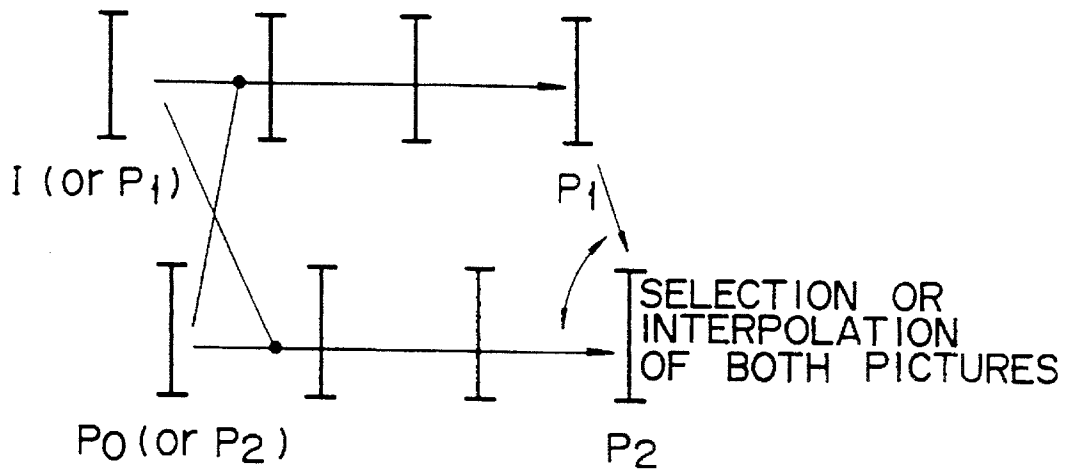 I (or P1)
P1
SELECTION OR
INTERPOLATION
OF BOTH PICTURES
P0 (or P2)
P2